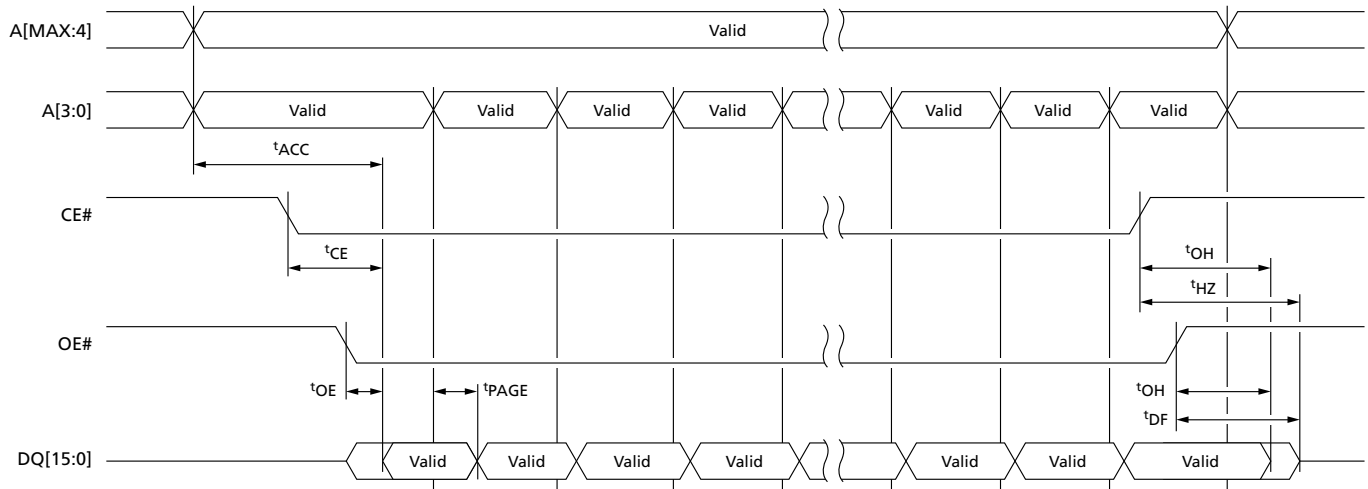 A[MAX:4] Valid
A[3:0] Valid Valid Valid Valid Valid Valid Valid
tACC
CE#
tCE tOH
tHZ
OE#
tOE tPAGE tOH
tDF
DQ[15:0] Valid Valid Valid Valid Valid Valid Valid